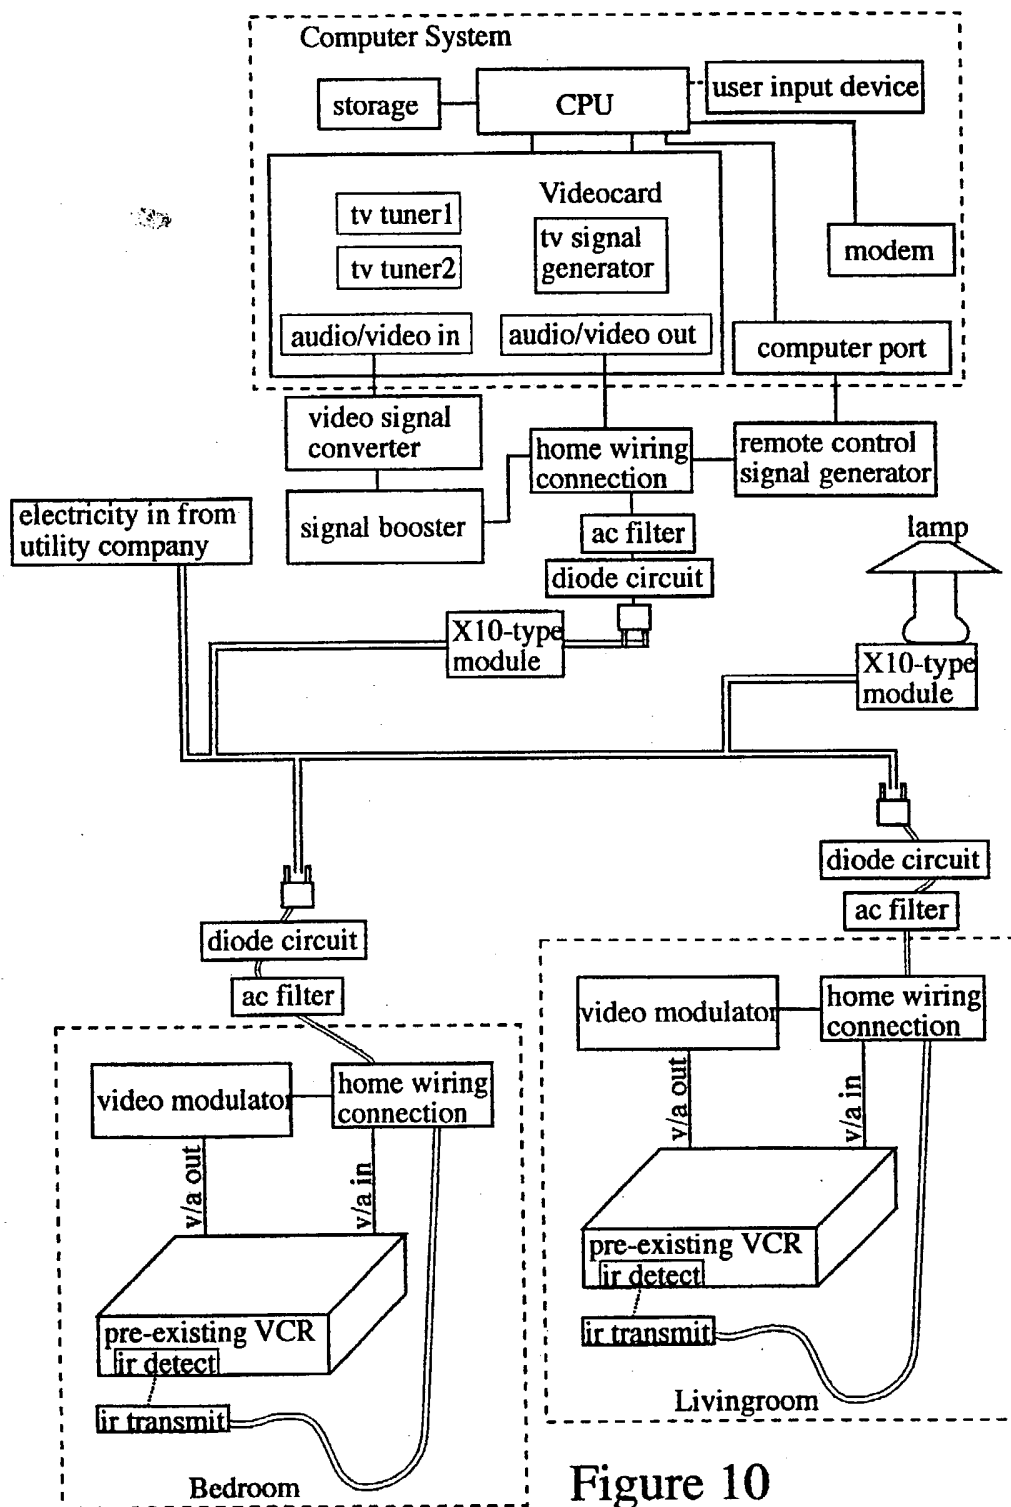 Computer System
storage
CPU
user input device
Videocard
tv tuner1
tv signal
generator
tv tuner2
modem
audio/video in
audio/video out
computer port
video signal
converter
home wiring
connection
remote control
signal generator
electricity in from
utility company
signal booster
ac filter
lamp
diode circuit
X10-type
module
X10-type
module
diode circuit
ac filter
diode circuit
ac filter
video modulator
home wiring
connection
v/a out
v/a in
pre-existing VCR
ir detect
ir transmit
Livingroom
video modulator
home wiring
connection
v/a out
v/a in
pre-existing VCR
ir detect
ir transmit
Bedroom
Figure 10